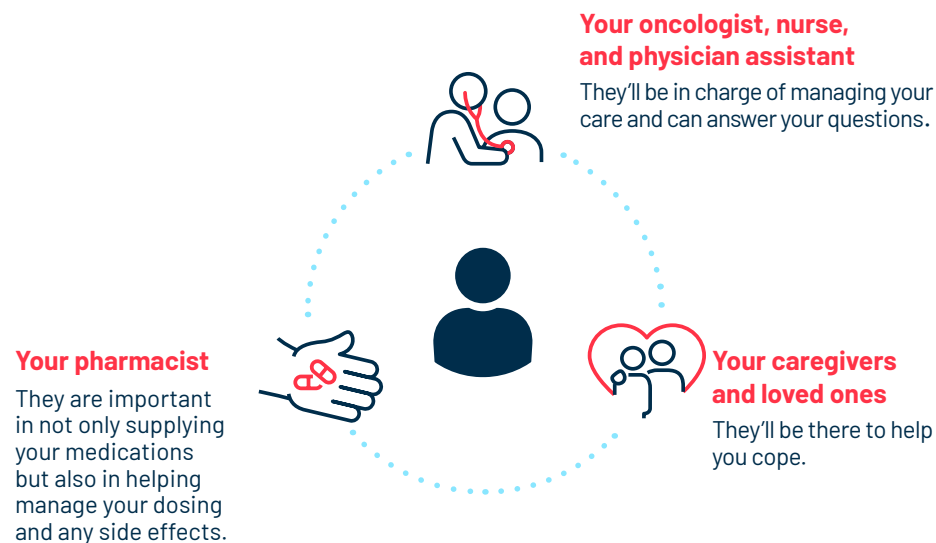 Your oncologist, nurse,
and physician assistant
They'll be in charge of managing your
care and can answer your questions.
Your pharmacist
They are important
in not only supplying
your medications
but also in helping
manage your dosing
and any side effects.
Your caregivers
and loved ones
They'll be there to help
you cope.